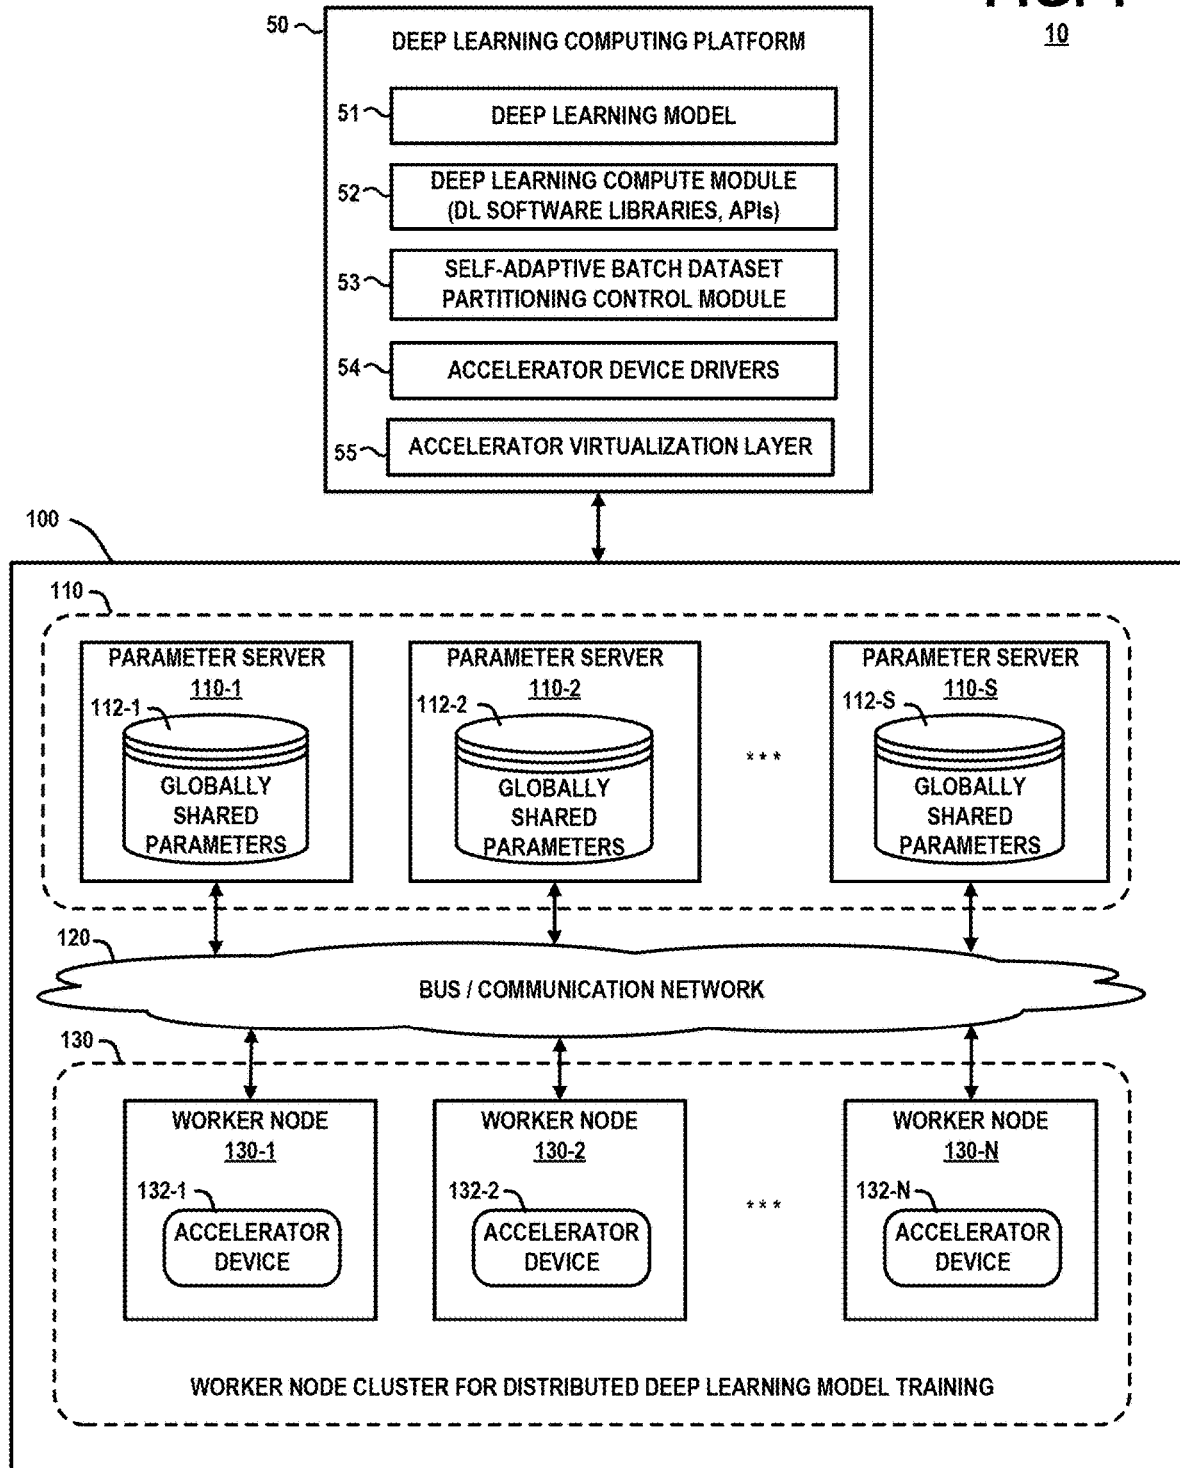 10
50
DEEP LEARNING COMPUTING PLATFORM
51
DEEP LEARNING MODEL
52
DEEP LEARNING COMPUTE MODULE
(DL SOFTWARE LIBRARIES, APIs)
53
SELF-ADAPTIVE BATCH DATASET
PARTITIONING CONTROL MODULE
54
ACCELERATOR DEVICE DRIVERS
55
ACCELERATOR VIRTUALIZATION LAYER
100
110
PARAMETER SERVER
110-1
112-1
GLOBALLY
SHARED
PARAMETERS
PARAMETER SERVER
110-2
112-2
GLOBALLY
SHARED
PARAMETERS
***
PARAMETER SERVER
110-S
112-S
GLOBALLY
SHARED
PARAMETERS
120
BUS / COMMUNICATION NETWORK
130
WORKER NODE
130-1
132-1
ACCELERATOR
DEVICE
WORKER NODE
130-2
132-2
ACCELERATOR
DEVICE
***
WORKER NODE
130-N
132-N
ACCELERATOR
DEVICE
WORKER NODE CLUSTER FOR DISTRIBUTED DEEP LEARNING MODEL TRAINING